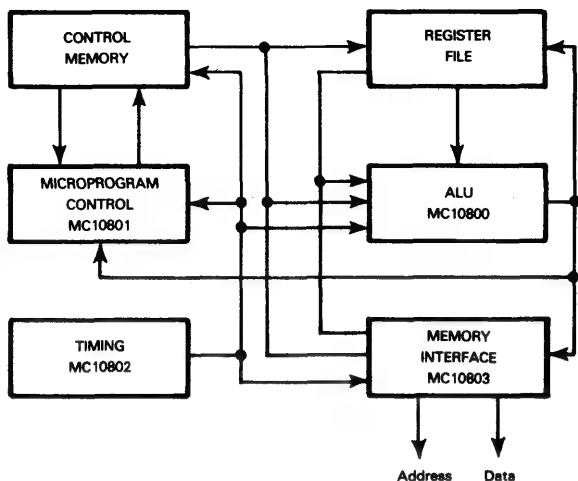 CONTROL
MEMORY
REGISTER
FILE
MICROPROGRAM
CONTROL
MC10801
ALU
MC10800
TIMING
MC10802
MEMORY
INTERFACE
MC10803
Address Data